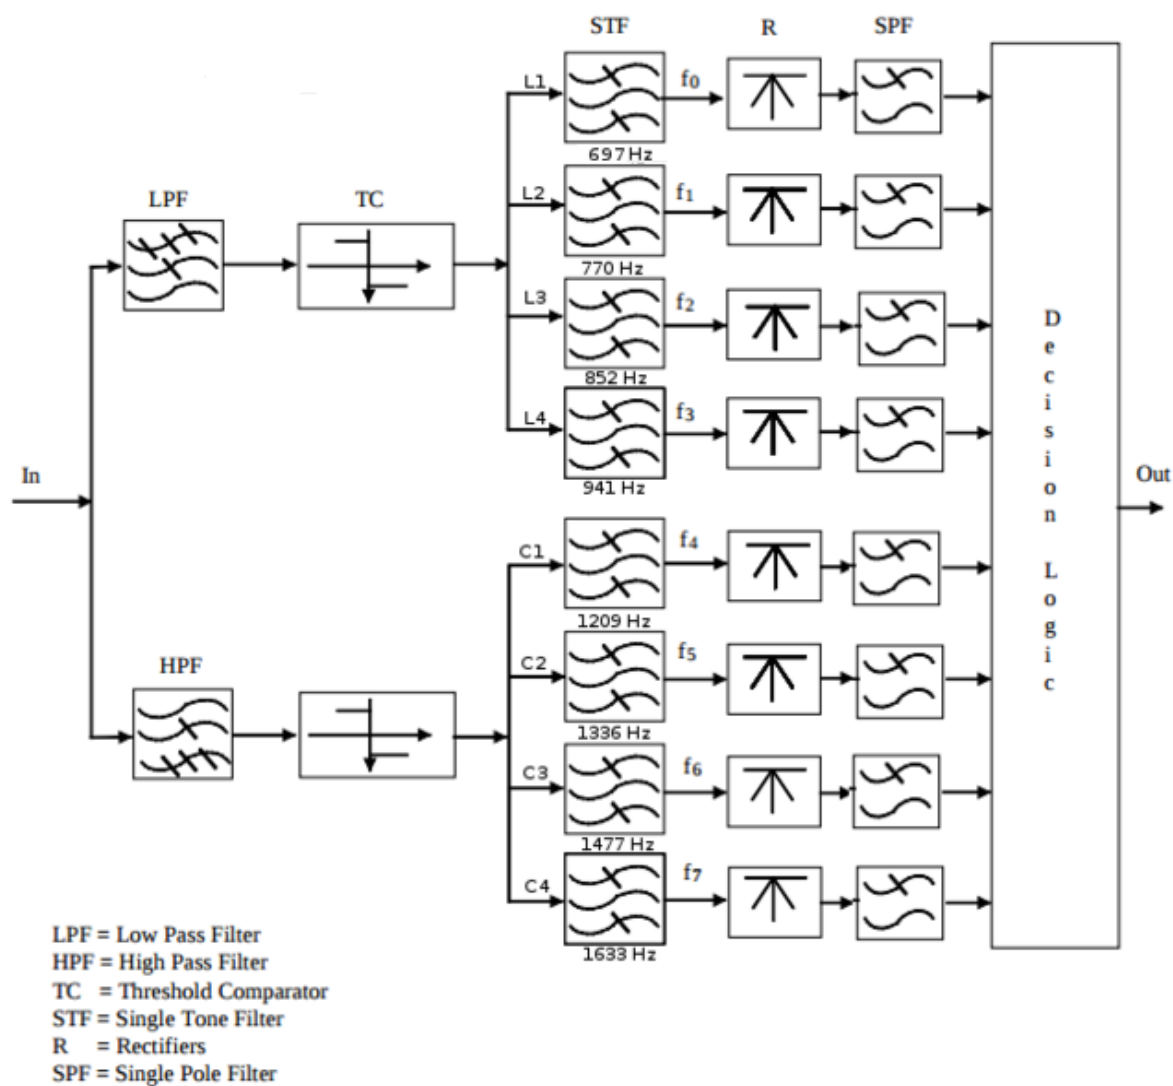 STF R SPF
L1 f0
697 Hz
LPF TC L2 f1
770 Hz
L3 f2
852 Hz
L4 f3
941 Hz
In
Decision Logic
Out
C1 f4
1209 Hz
HPF C2 f5
1336 Hz
C3 f6
1477 Hz
C4 f7
1633 Hz
LPF = Low Pass Filter
HPF = High Pass Filter
TC = Threshold Comparator
STF = Single Tone Filter
R = Rectifiers
SPF = Single Pole Filter